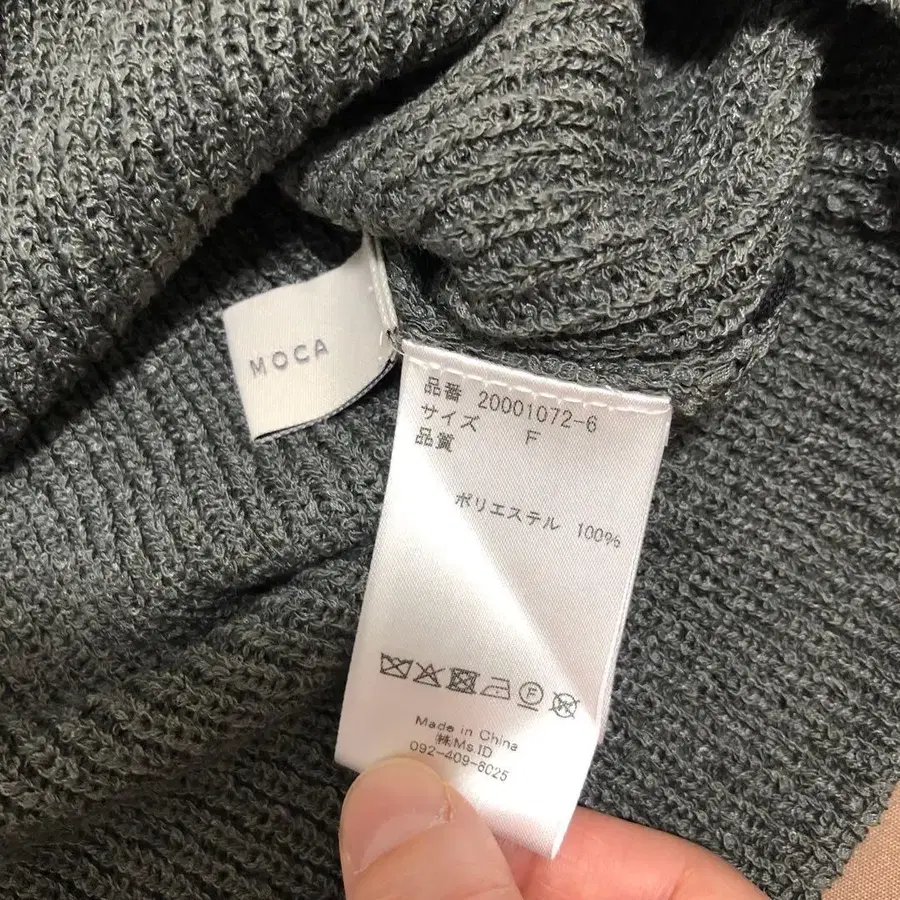 MOCA
品番 20001072-6
サイズ F
品質
ポリエステル 100%
F
Made in China
㈱Ms.ID
092-409-8025